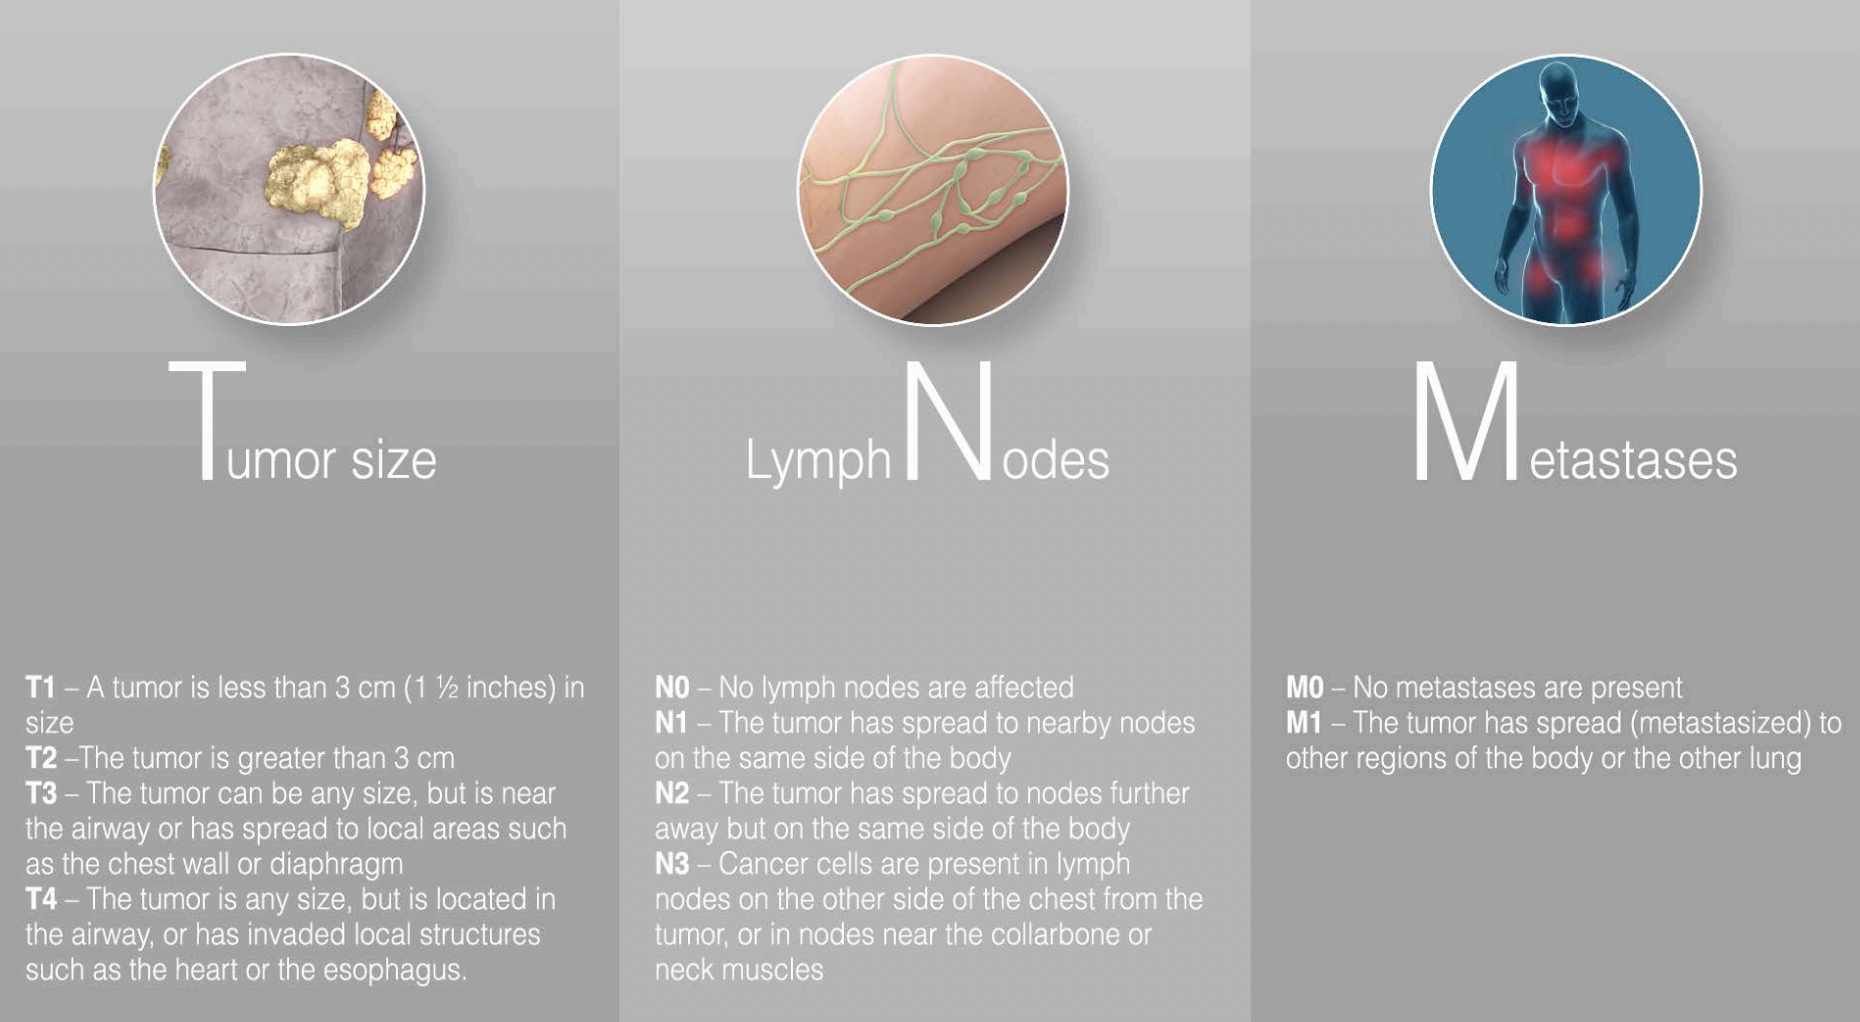 Tumor size
T1 – A tumor is less than 3 cm (1 ½ inches) in
size
T2 –The tumor is greater than 3 cm
T3 – The tumor can be any size, but is near
the airway or has spread to local areas such
as the chest wall or diaphragm
T4 – The tumor is any size, but is located in
the airway, or has invaded local structures
such as the heart or the esophagus.
Lymph Nodes
N0 – No lymph nodes are affected
N1 – The tumor has spread to nearby nodes
on the same side of the body
N2 – The tumor has spread to nodes further
away but on the same side of the body
N3 – Cancer cells are present in lymph
nodes on the other side of the chest from the
tumor, or in nodes near the collarbone or
neck muscles
Metastases
M0 – No metastases are present
M1 – The tumor has spread (metastasized) to
other regions of the body or the other lung